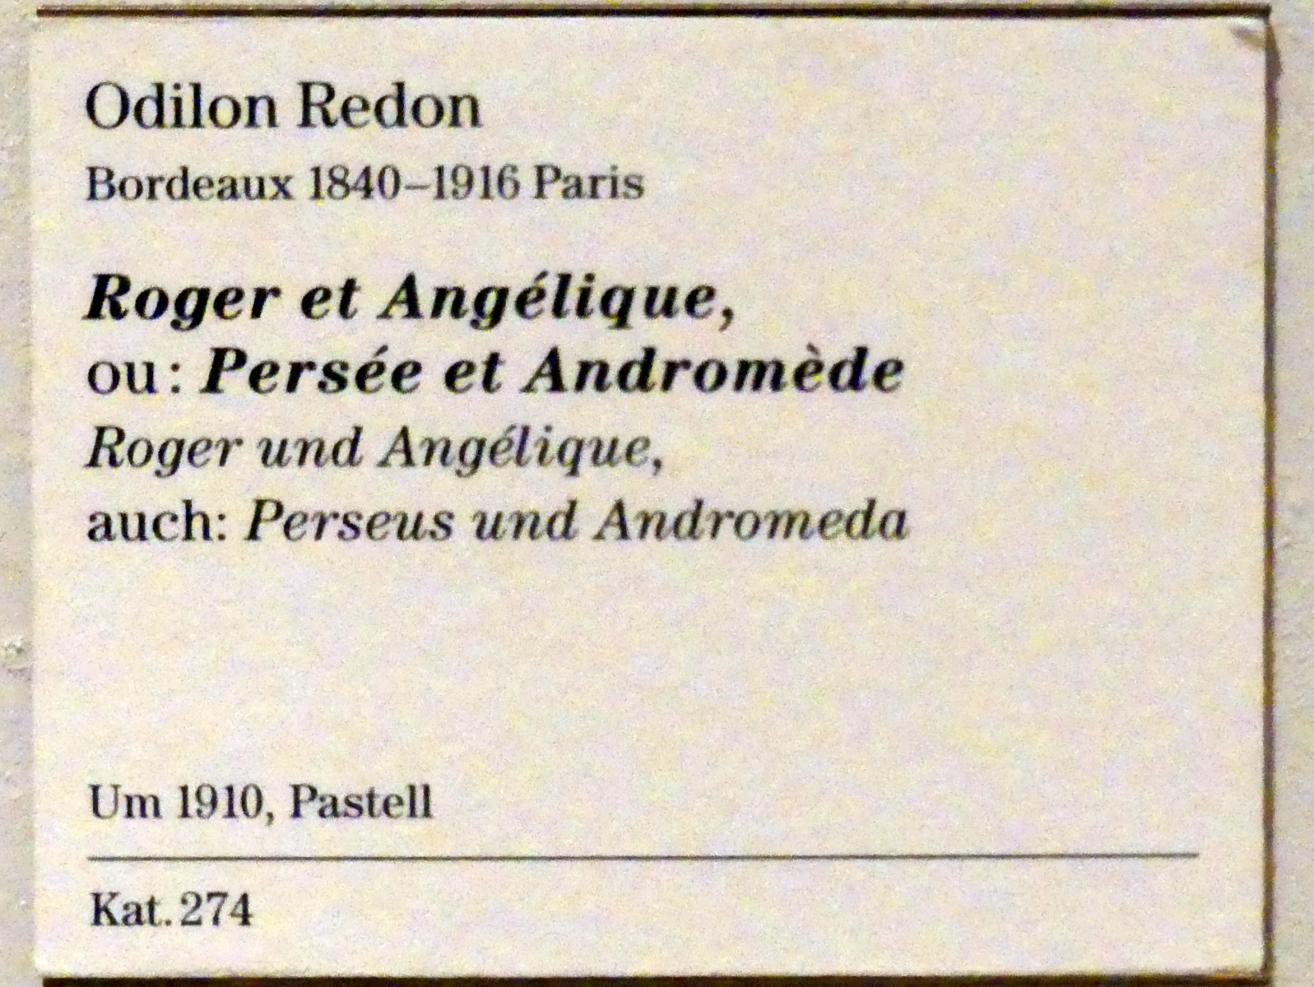 Odilon Redon
Bordeaux 1840–1916 Paris
Roger et Angélique,
ou: Persée et Andromède
Roger und Angélique,
auch: Perseus und Andromeda
Um 1910, Pastell
Kat. 274